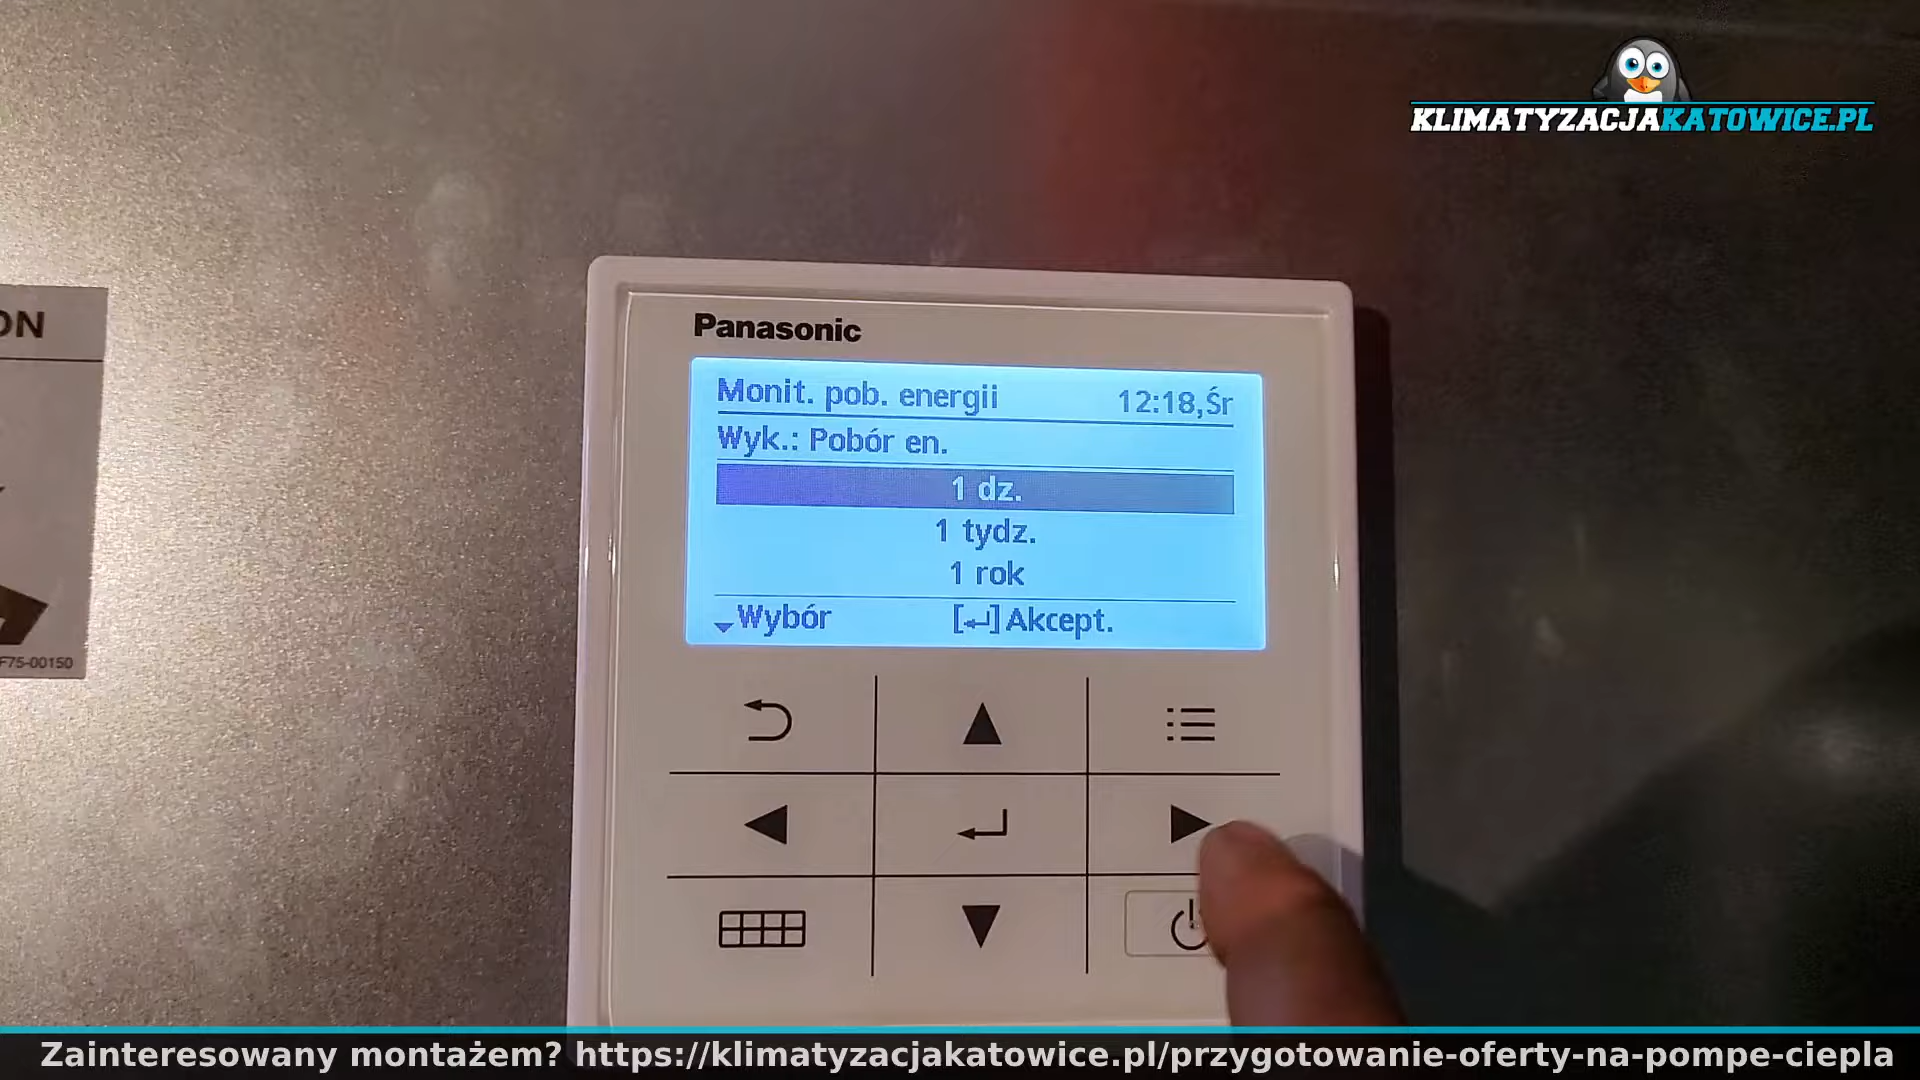 KLIMATYZACJAKATOWICE.PL
ON
F75-00150
Panasonic
Monit. pob. energii 12:18,Śr
Wyk.: Pobór en.
1 dz.
1 tydz.
1 rok
Wybór [↵]Akcept.
Zainteresowany montażem? https://klimatyzacjakatowice.pl/przygotowanie-oferty-na-pompe-ciepla